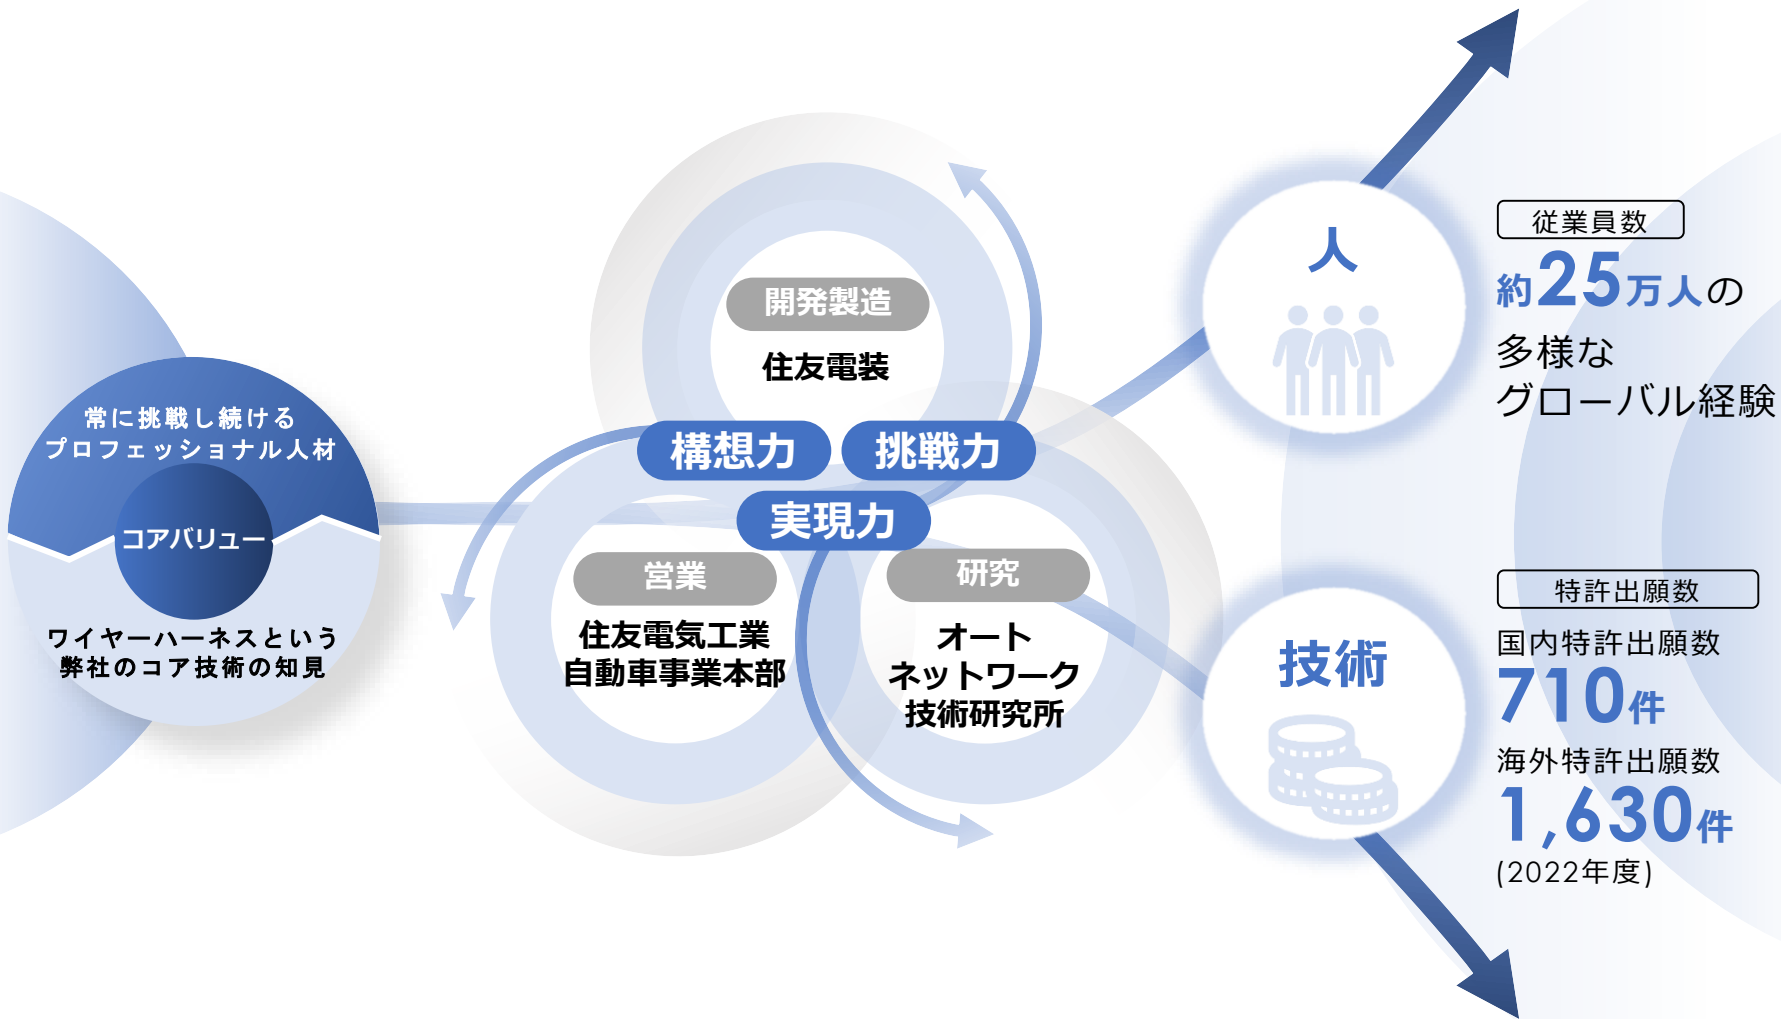 常に挑戦し続ける
プロフェッショナル人材
コアバリュー
ワイヤーハーネスという
弊社のコア技術の知見
開発製造
住友電装
構想力
挑戦力
実現力
営業
住友電気工業
自動車事業本部
研究
オート
ネットワーク
技術研究所
人
従業員数
約25万人の
多様な
グローバル経験
技術
特許出願数
国内特許出願数
710件
海外特許出願数
1,630件
(2022年度)